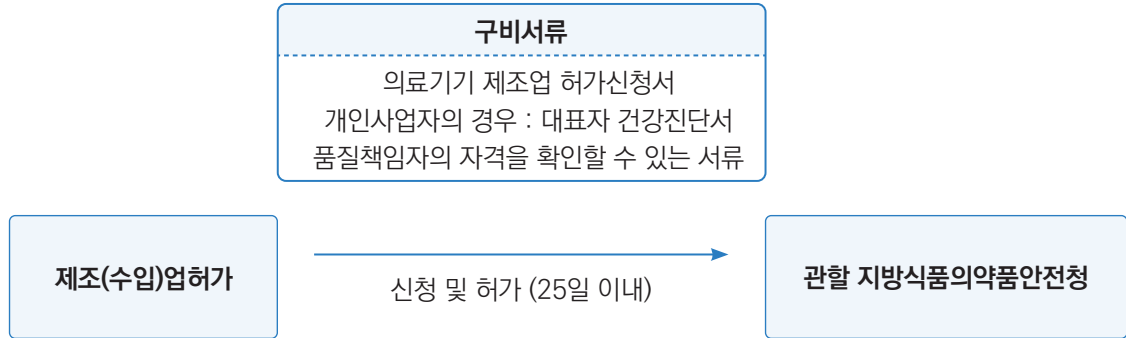 구비서류
의료기기 제조업 허가신청서
개인사업자의 경우 : 대표자 건강진단서
품질책임자의 자격을 확인할 수 있는 서류
제조(수입)업허가
신청 및 허가 (25일 이내)
관할 지방식품의약품안전청